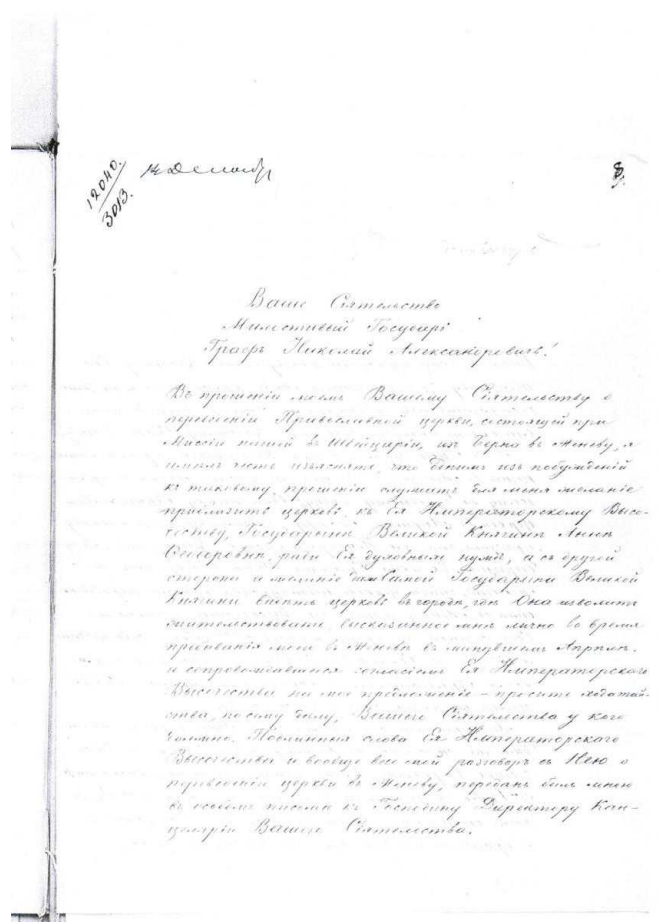 12040.
3013.
14 Декабр
8.
Ваше Сіятельство
Милостивый Государь
Графъ Николай Александровичъ!
Въ прошеніи моемъ Вашему Сіятельству о
перенесеніи Православной церкви, состоящей при
Миссіи нашей въ Швейцаріи, изъ Берна въ Женеву, я
имѣлъ честь изъяснять, что однимъ изъ побужденій
къ таковому прошенію служитъ для меня желаніе
приблизить церковь къ Ея Императорскому Высо-
честву, Государынѣ Великой Княгинѣ Аннѣ
Ѳедоровнѣ, ради Ея духовныхъ нуждъ, а съ другой
стороны и желаніе Самой Государыни Великой
Княгини видѣть церковь въ городѣ, гдѣ Она изволитъ
жительствовать, высказанное мнѣ лично во время
пребыванія моего въ Женевѣ въ минувшемъ Апрѣлѣ,
и сопровождавшееся согласіемъ Ея Императорскаго
Высочества на мое предложеніе – просить ходатай-
ства, по сему дѣлу, Вашего Сіятельства у кого
должно. Подлинныя слова Ея Императорскаго
Высочества и вообще весь мой разговоръ съ Нею о
перенесеніи церкви въ Женеву, переданъ былъ мною
въ особомъ письмѣ къ Господину Директору Кан-
целяріи Вашего Сіятельства.